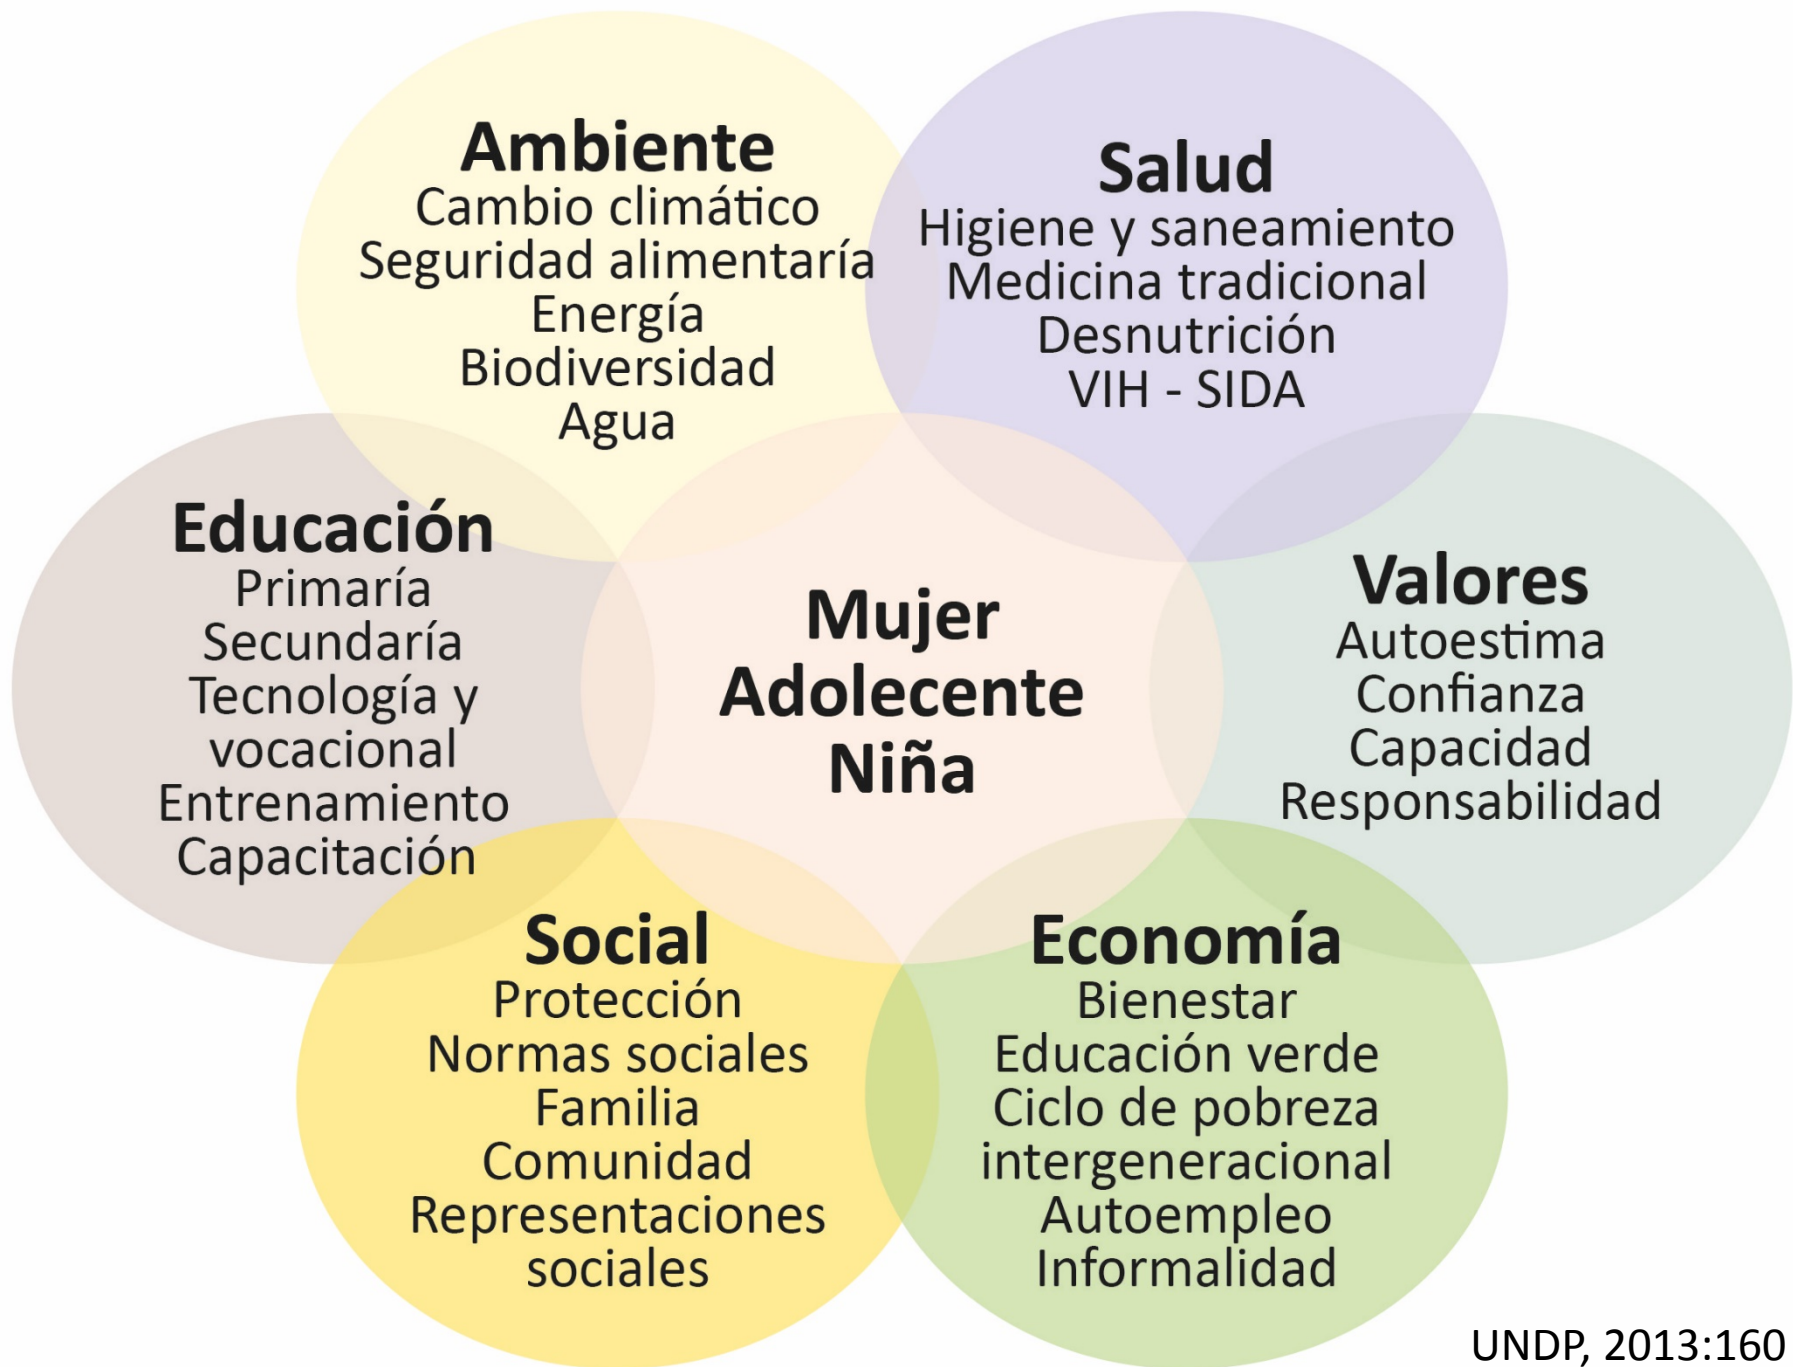 Ambiente
Cambio climático
Seguridad alimentaría
Energía
Biodiversidad
Agua
Salud
Higiene y saneamiento
Medicina tradicional
Desnutrición
VIH - SIDA
Educación
Primaría
Secundaría
Tecnología y
vocacional
Entrenamiento
Capacitación
Mujer
Adolecente
Niña
Valores
Autoestima
Confianza
Capacidad
Responsabilidad
Social
Protección
Normas sociales
Familia
Comunidad
Representaciones
sociales
Economía
Bienestar
Educación verde
Ciclo de pobreza
intergeneracional
Autoempleo
Informalidad
UNDP, 2013:160